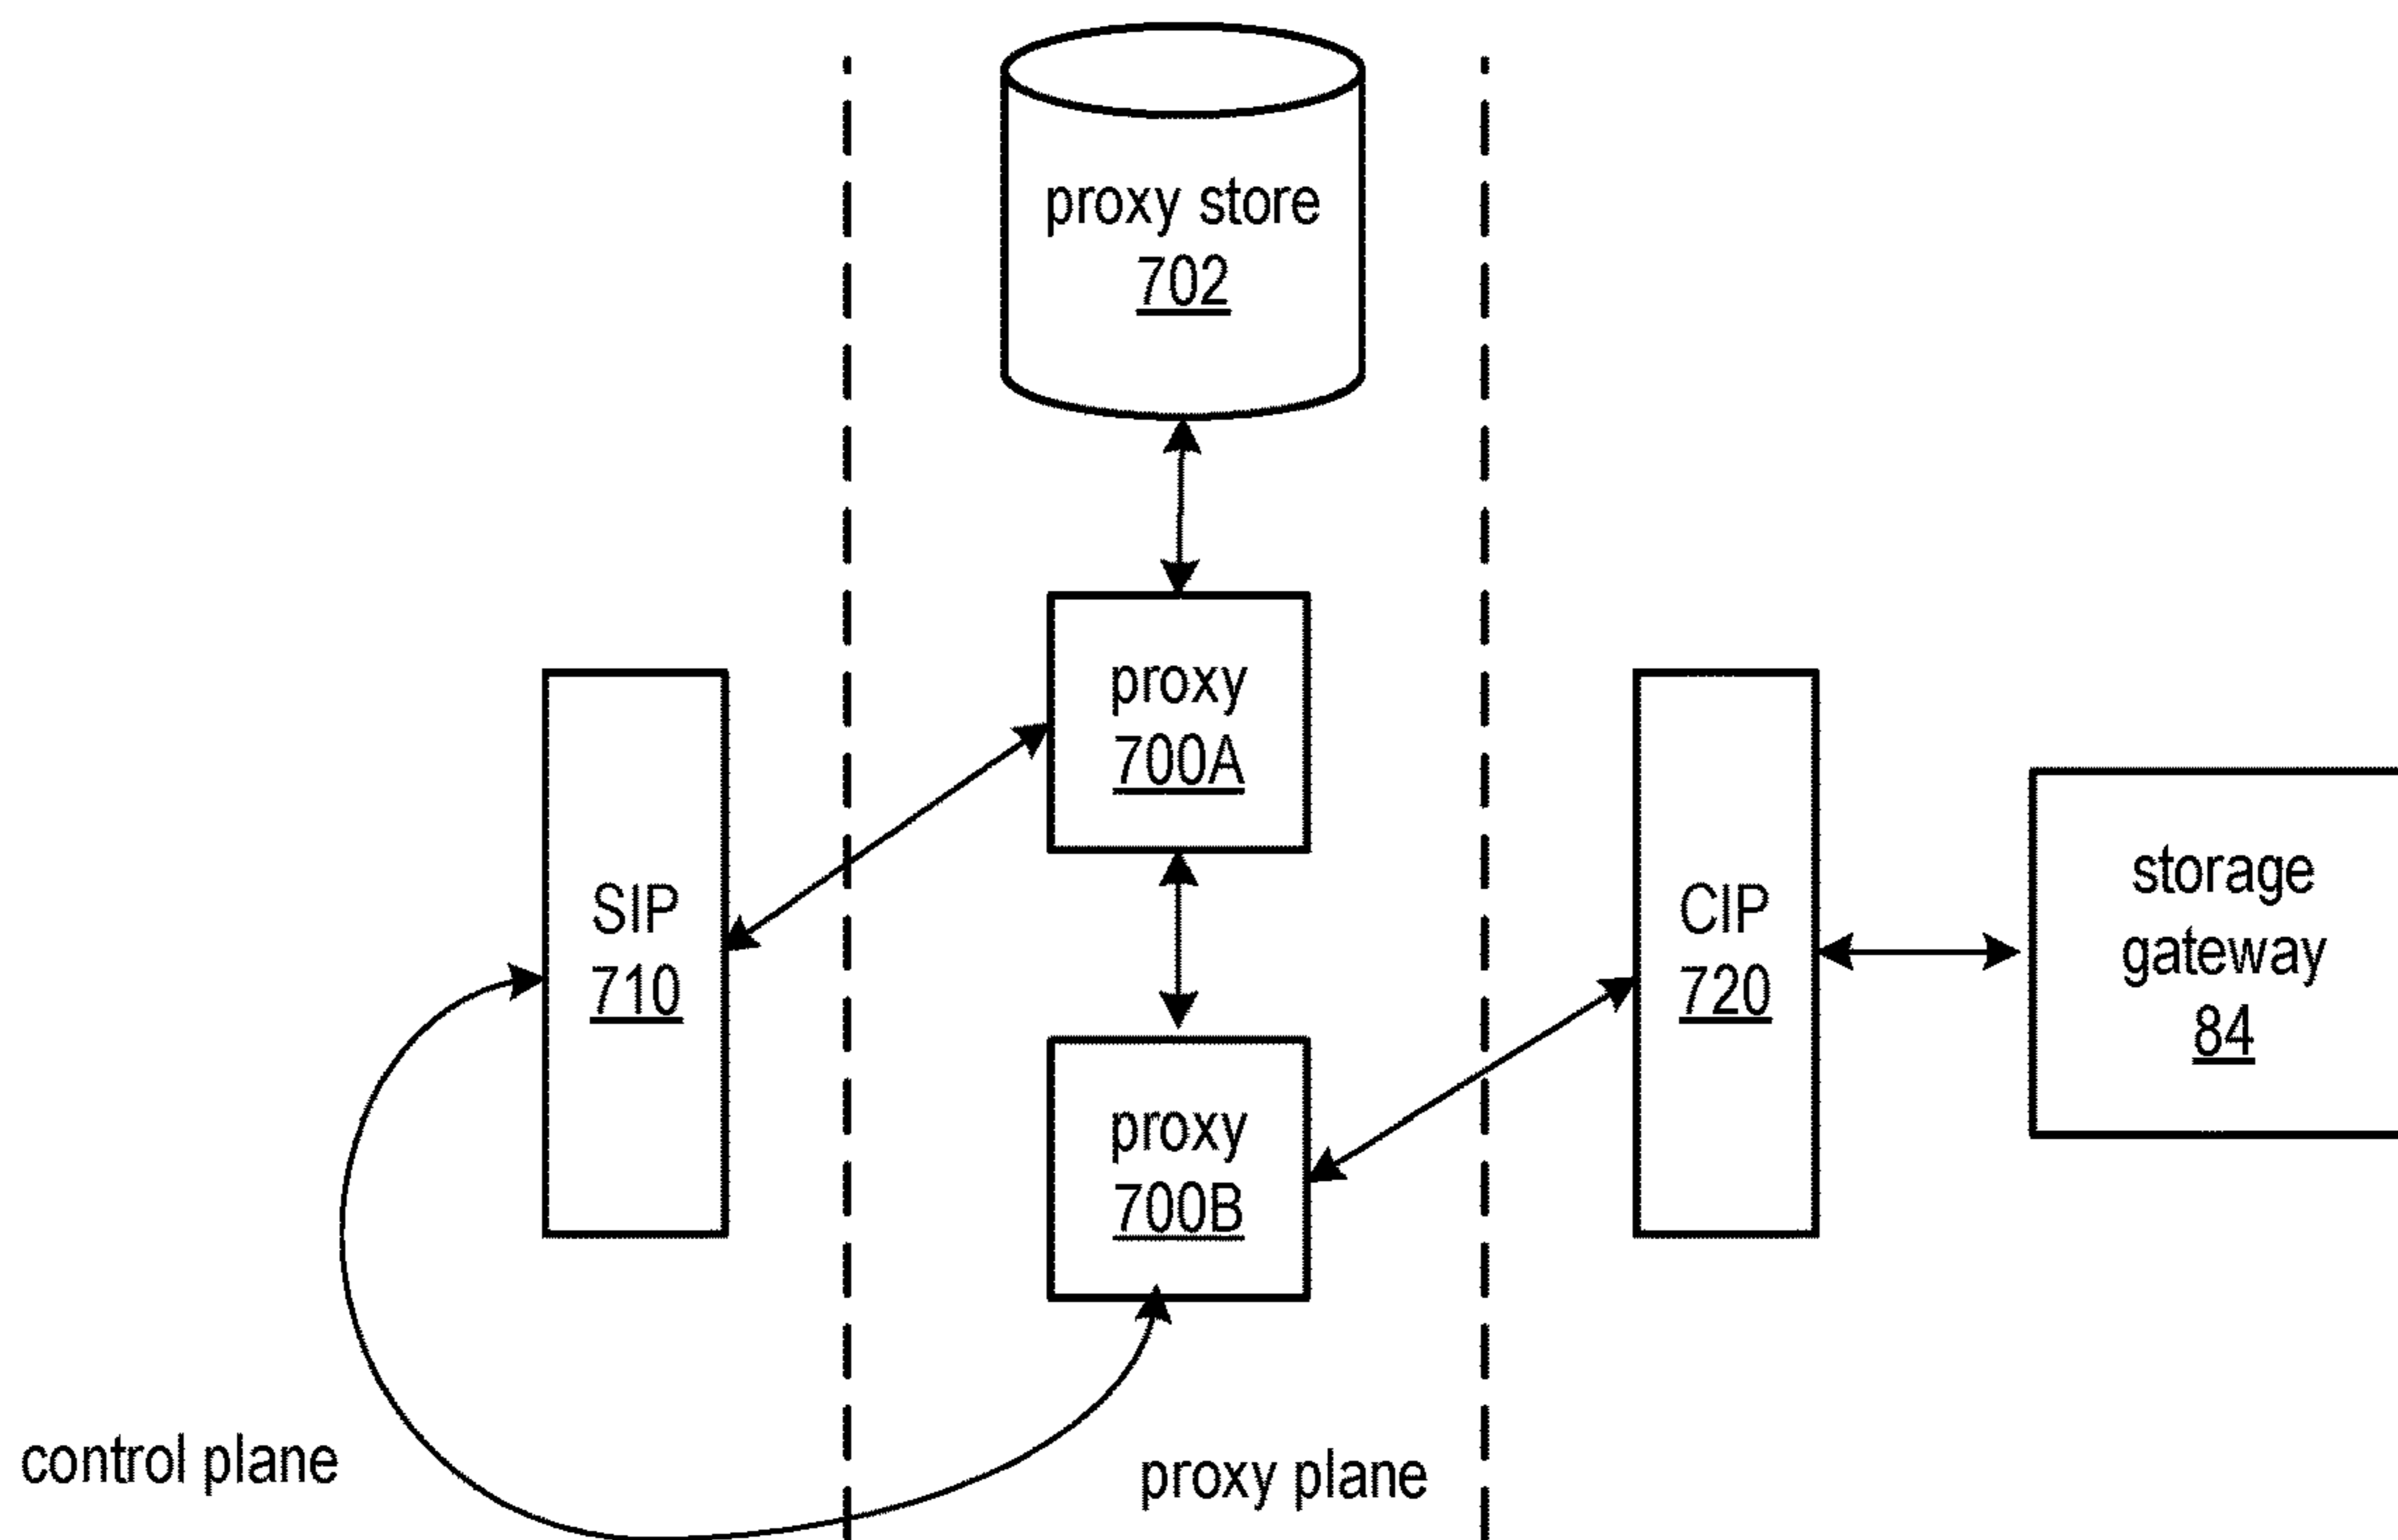 proxy store
702
proxy
700A
SIP
710
CIP
720
storage
gateway
84
proxy
700B
control plane
proxy plane